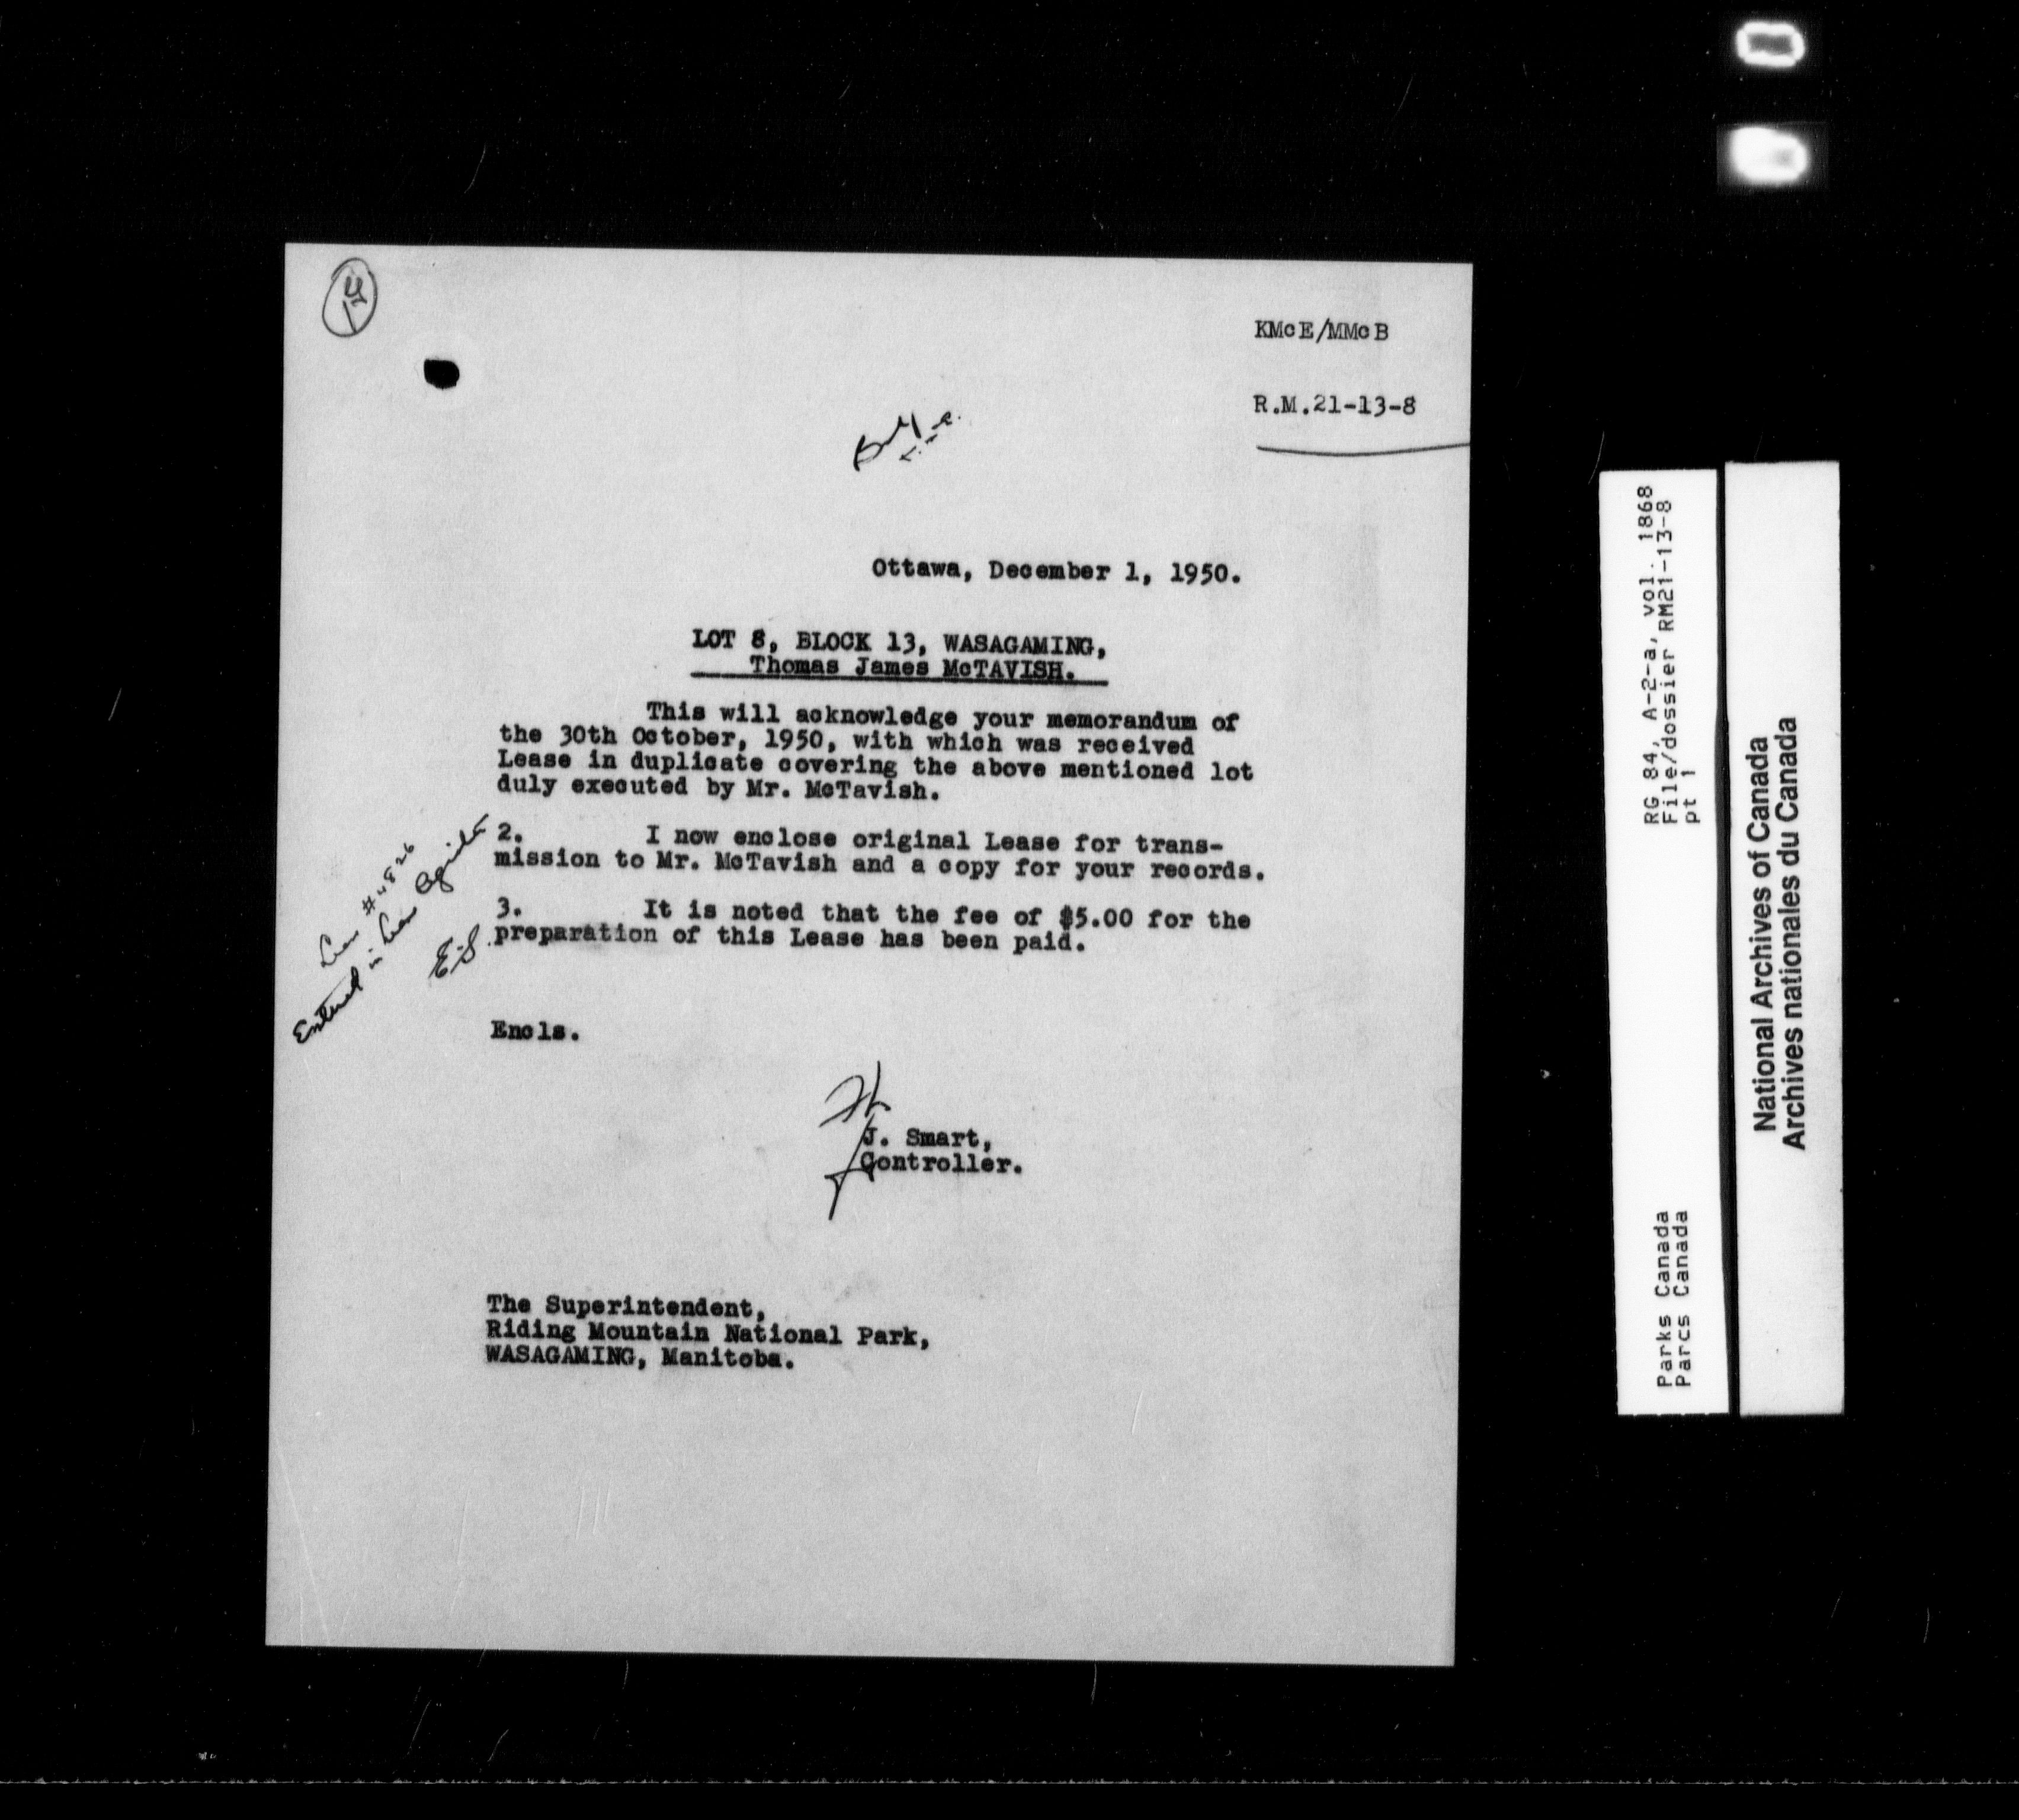 KMcE/MMcB
R.M.21-13-8
Ottawa, December 1, 1950.
LOT 8, BLOCK 13, WASAGAMING,
Thomas James McTAVISH.
This will acknowledge your memorandum of
the 30th October, 1950, with which was received
Lease in duplicate covering the above mentioned lot
duly executed by Mr. McTavish.
2. I now enclose original Lease for trans-
mission to Mr. McTavish and a copy for your records.
3. It is noted that the fee of $5.00 for the
preparation of this Lease has been paid.
#4826
Entered in
Encls.
J. Smart,
Controller.
The Superintendent,
Riding Mountain National Park,
WASAGAMING, Manitoba.
RG 84, A-2-a, vol. 1868
File/dossier RM21-13-8
pt 1
Parks Canada
Parcs Canada
National Archives of Canada
Archives nationales du Canada